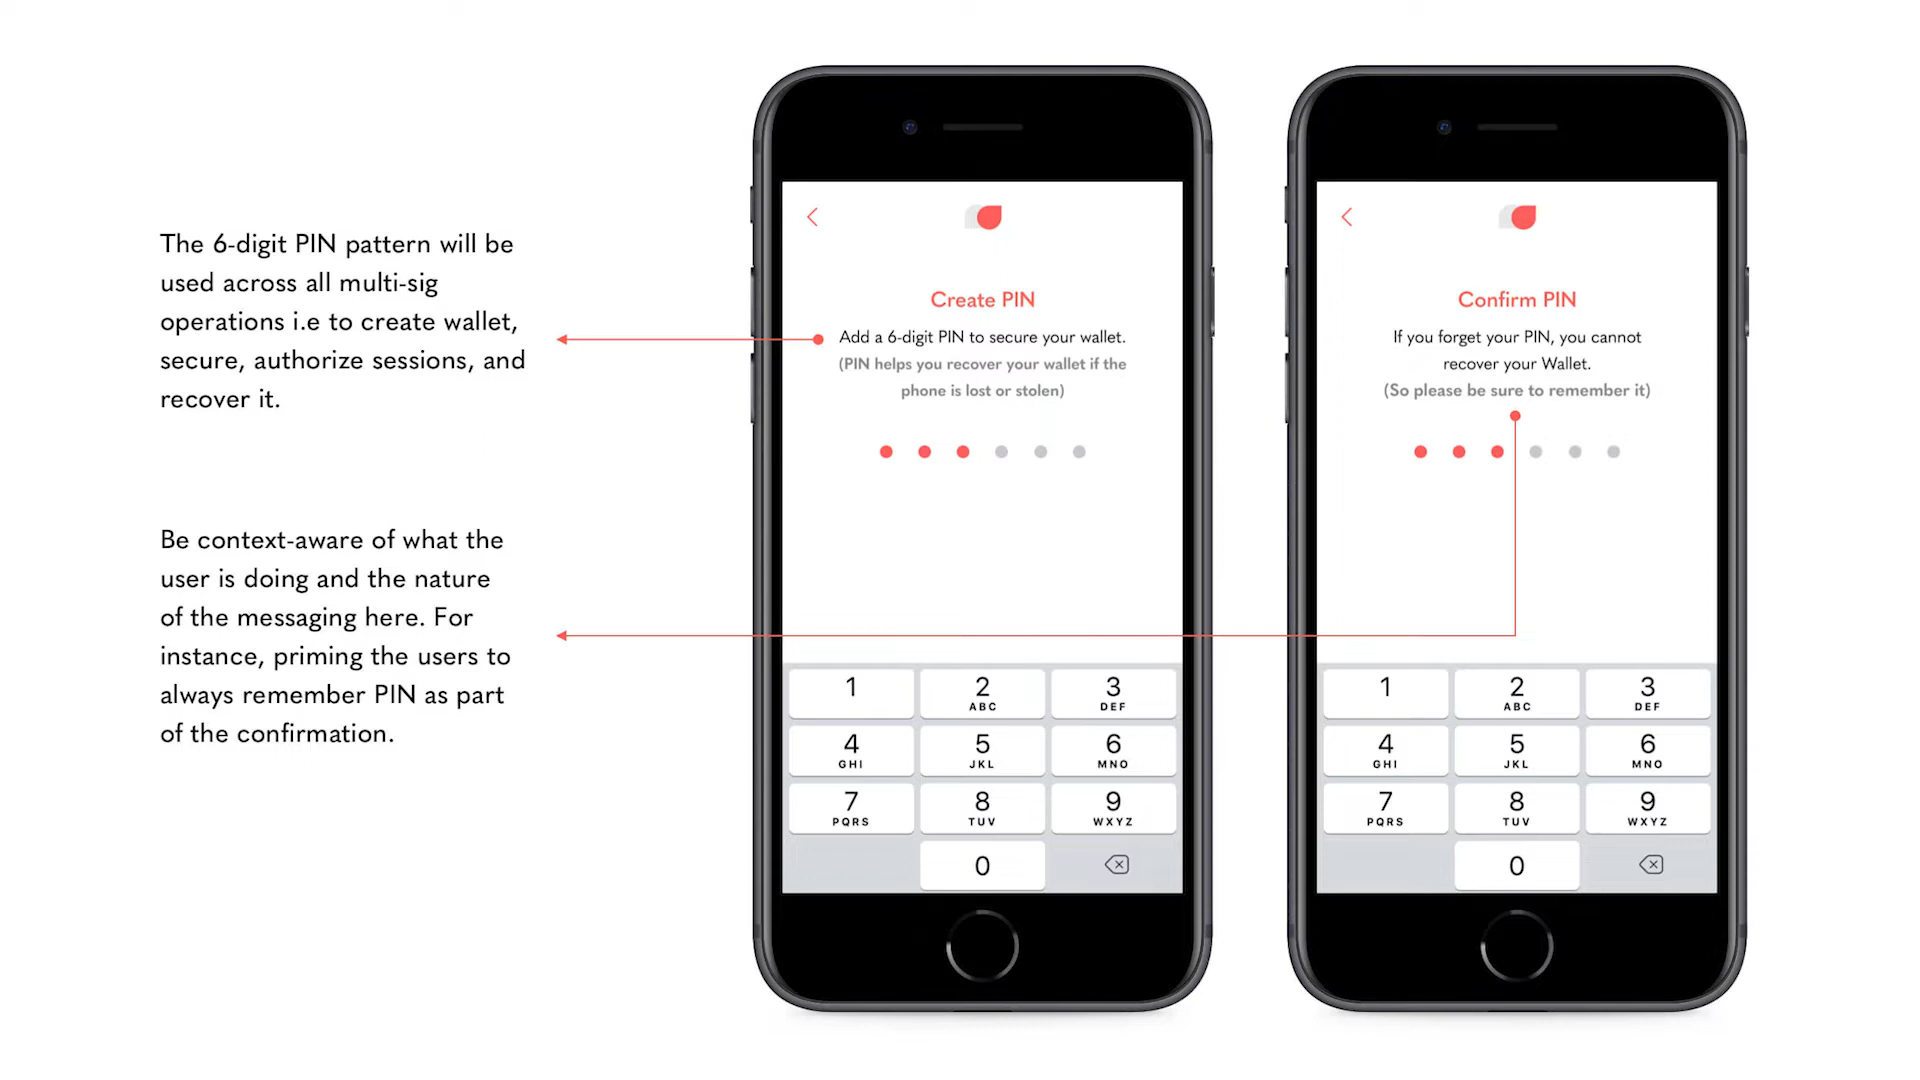 The 6-digit PIN pattern will be
used across all multi-sig
operations i.e to create wallet,
secure, authorize sessions, and
recover it.
Be context-aware of what the
user is doing and the nature
of the messaging here. For
instance, priming the users to
always remember PIN as part
of the confirmation.
Create PIN
Add a 6-digit PIN to secure your wallet.
(PIN helps you recover your wallet if the
phone is lost or stolen)
1
2
3
ABC
DEF
4
5
6
GHI
JKL
MNO
7
8
9
PQRS
TUV
WXYZ
0
Confirm PIN
If you forget your PIN, you cannot
recover your Wallet.
(So please be sure to remember it)
1
2
3
ABC
DEF
4
5
6
GHI
JKL
MNO
7
8
9
PQRS
TUV
WXYZ
0